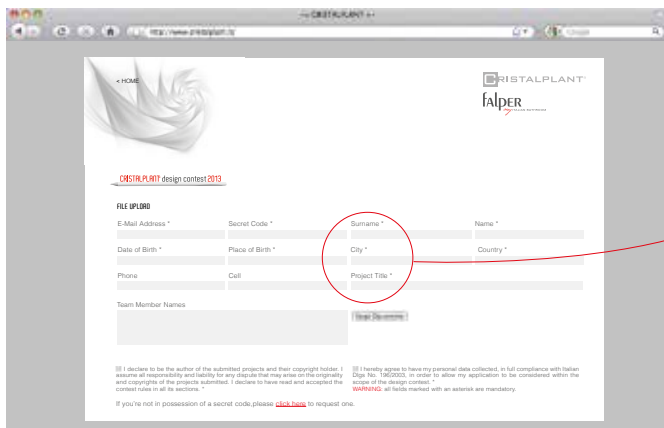 CRISTALPLANT
< HOME
CRISTALPLANT
falper
CRISTALPLANT design contest 2013
FILE UPLOAD
E-Mail Address * Secret Code * Surname * Name *
Date of Birth * Place of Birth * City * Country *
Phone Cell Project Title *
Team Member Names
I declare to be the author of the submitted projects and their copyright holder. I
assume all responsibility and liability for any dispute that may arise on the originality
and copyrights of the projects submitted. I declare to have read and accepted the
contest rules in all its sections. *
I hereby agree to have my personal data collected, in full compliance with Italian
Dlgs No. 196/2003, in order to allow my application to be considered within the
scope of the design contest. *
WARNING: all fields marked with an asterisk are mandatory.
If you're not in possession of a secret code,please click here to request one.